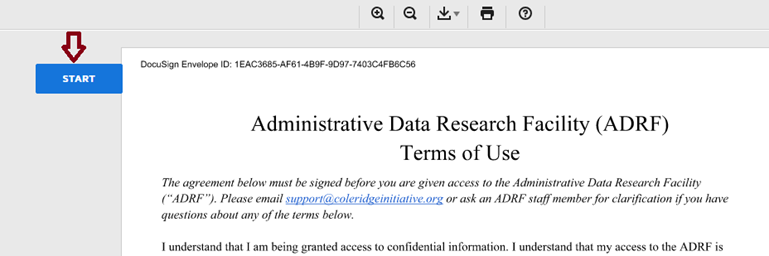 START
DocuSign Envelope ID: 1EAC3685-AF61-4B9F-9D97-7403C4FB6C56
Administrative Data Research Facility (ADRF)
Terms of Use
The agreement below must be signed before you are given access to the Administrative Data Research Facility
(“ADRF”). Please email support@coleridgeinitiative.org or ask an ADRF staff member for clarification if you have
questions about any of the terms below.
I understand that I am being granted access to confidential information. I understand that my access to the ADRF is